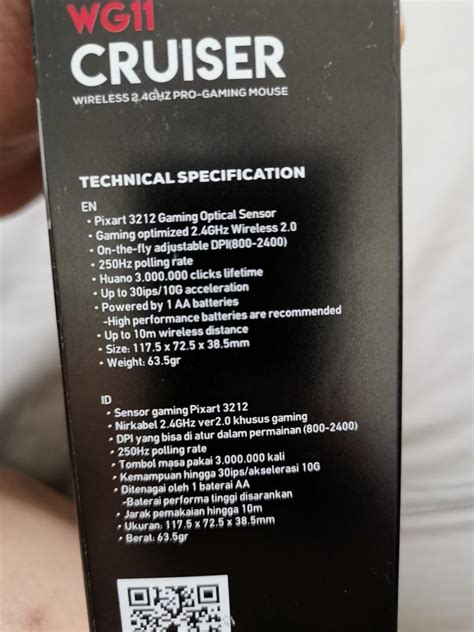 WG11
CRUISER
WIRELESS 2.4GHZ PRO-GAMING MOUSE
TECHNICAL SPECIFICATION
EN
• Pixart 3212 Gaming Optical Sensor
• Gaming optimized 2.4GHz Wireless 2.0
• On-the-fly adjustable DPI(800-2400)
• 250Hz polling rate
• Huano 3.000.000 clicks lifetime
• Up to 30ips/10G acceleration
• Powered by 1 AA batteries
-High performance batteries are recommended
• Up to 10m wireless distance
• Size: 117.5 x 72.5 x 38.5mm
• Weight: 63.5gr
ID
• Sensor gaming Pixart 3212
• Nirkabel 2.4GHz ver2.0 khusus gaming
• DPI yang bisa di atur dalam permainan (800-2400)
• 250Hz polling rate
• Tombol masa pakai 3.000.000 kali
• Kemampuan hingga 30ips/akselerasi 10G
• Ditenagai oleh 1 baterai AA
-Baterai performa tinggi disarankan
• Jarak pemakaian hingga 10m
• Ukuran: 117.5 x 72.5 x 38.5mm
• Berat: 63.5gr